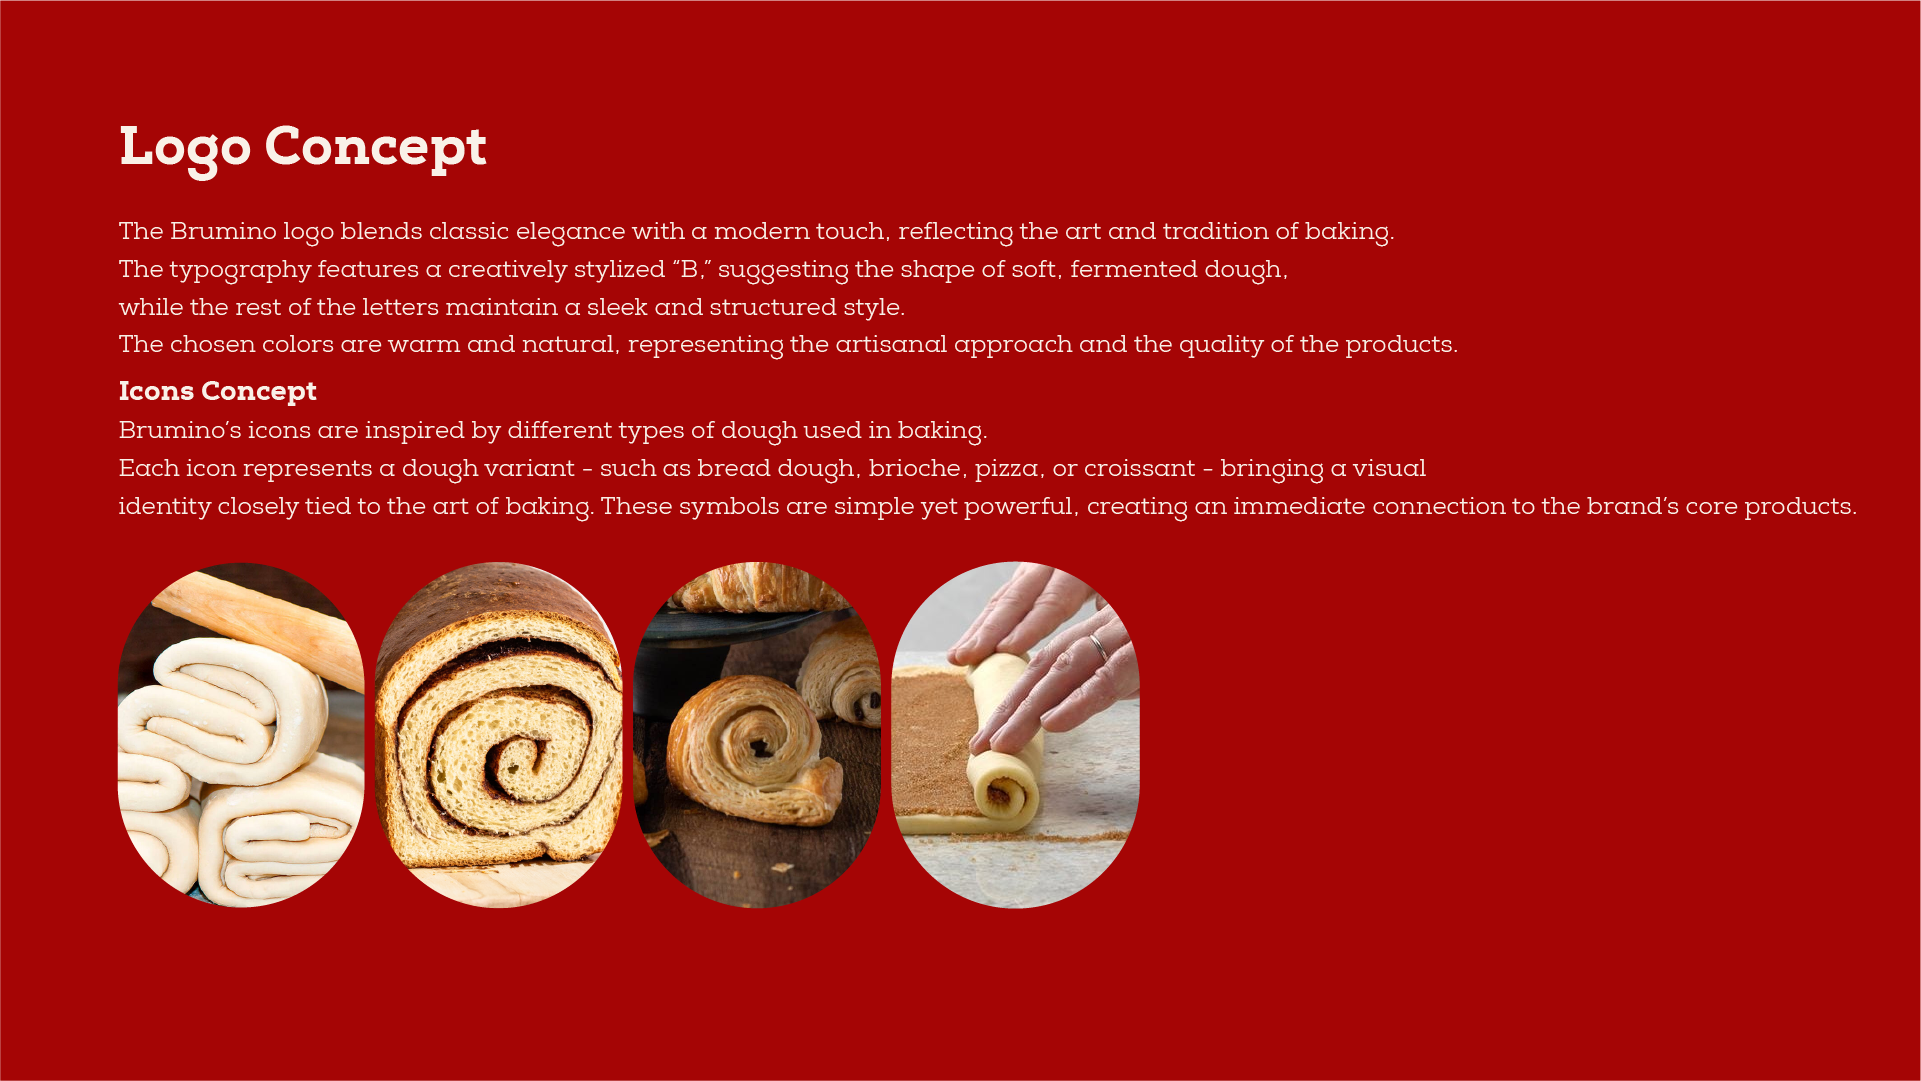 Logo Concept
The Brumino logo blends classic elegance with a modern touch, reflecting the art and tradition of baking.
The typography features a creatively stylized “B,” suggesting the shape of soft, fermented dough,
while the rest of the letters maintain a sleek and structured style.
The chosen colors are warm and natural, representing the artisanal approach and the quality of the products.
Icons Concept
Brumino’s icons are inspired by different types of dough used in baking.
Each icon represents a dough variant - such as bread dough, brioche, pizza, or croissant - bringing a visual
identity closely tied to the art of baking. These symbols are simple yet powerful, creating an immediate connection to the brand’s core products.